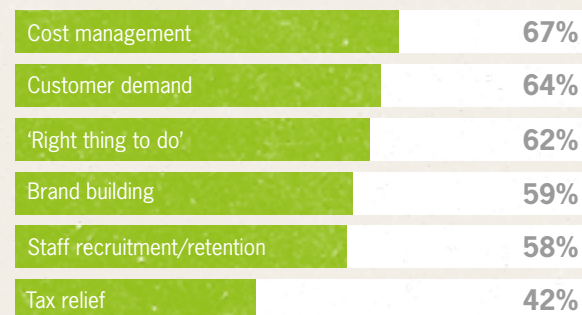 Cost management 67%
Customer demand 64%
‘Right thing to do’ 62%
Brand building 59%
Staff recruitment/retention 58%
Tax relief 42%